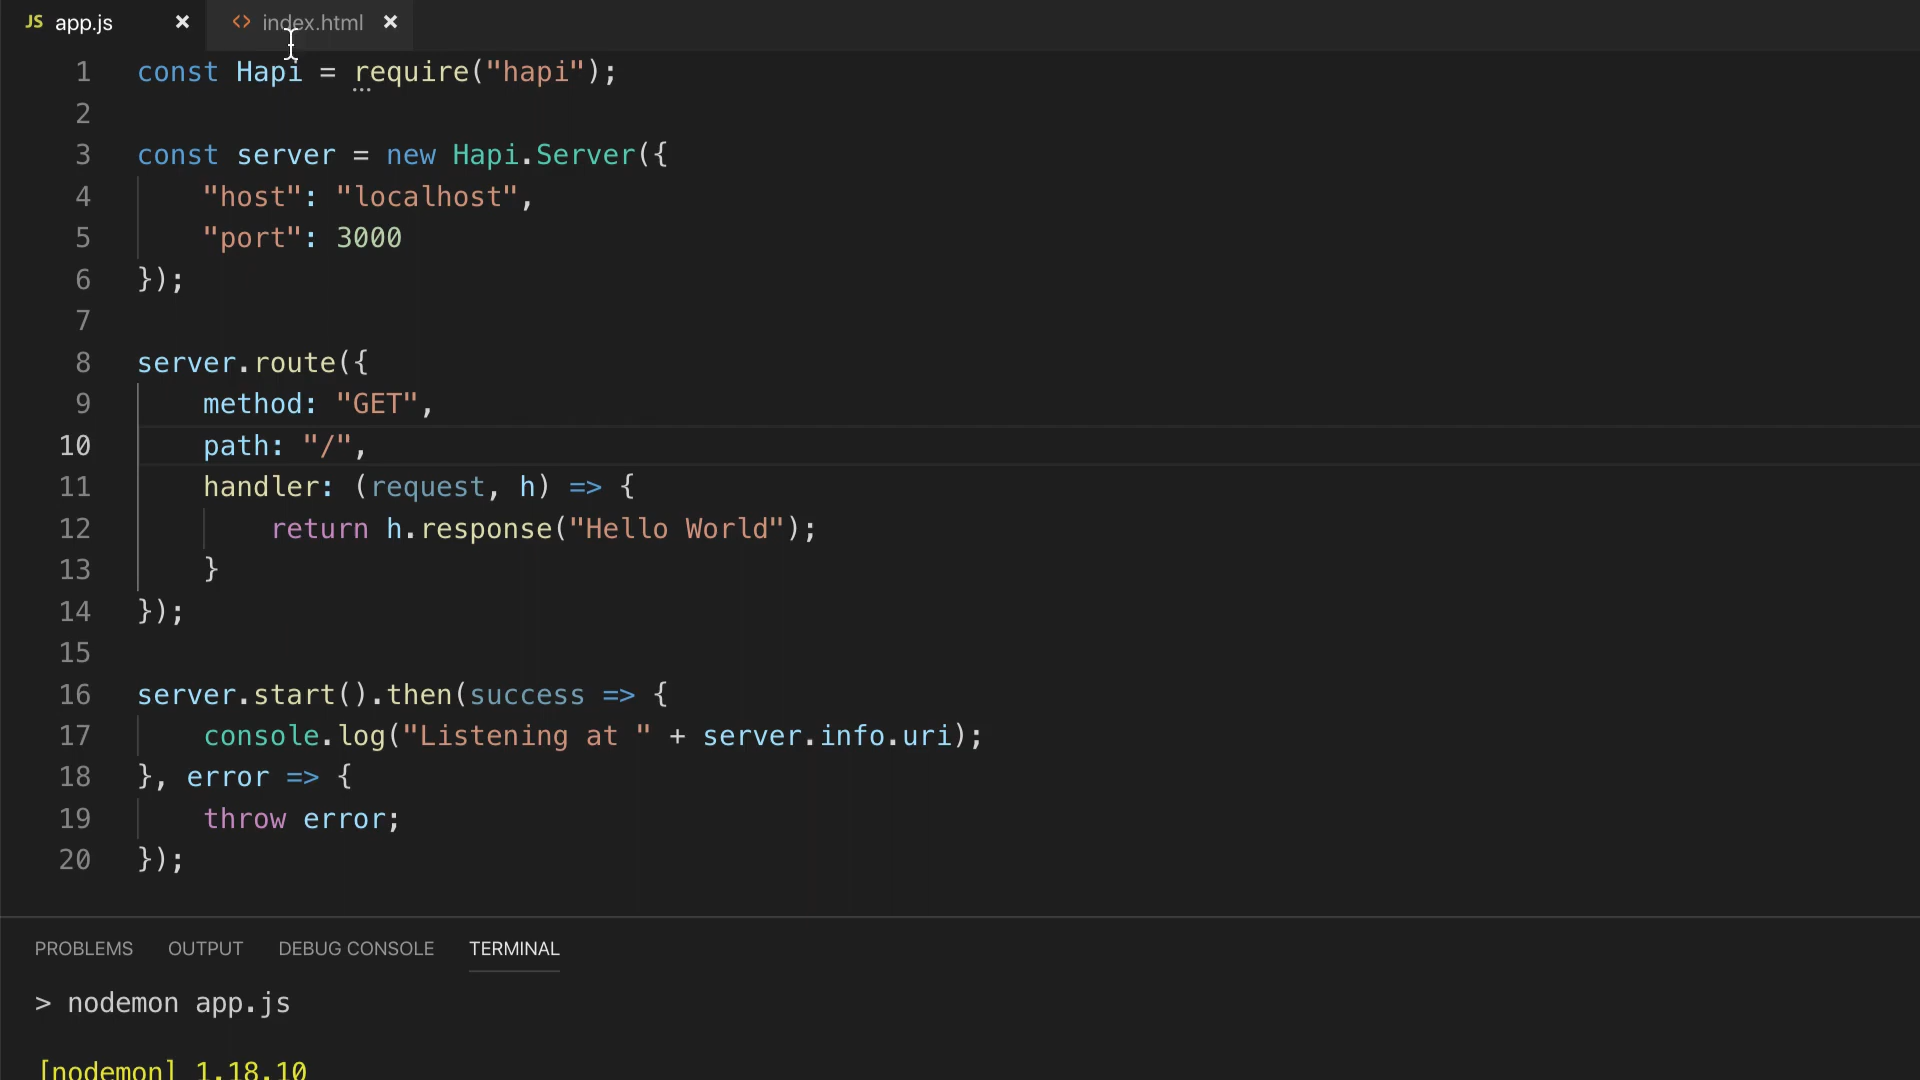 JS app.js × <> index.html ×
1 const Hapi = require("hapi");
2
3 const server = new Hapi.Server({
4     "host": "localhost",
5     "port": 3000
6 });
7
8 server.route({
9     method: "GET",
10     path: "/",
11     handler: (request, h) => {
12         return h.response("Hello World");
13     }
14 });
15
16 server.start().then(success => {
17     console.log("Listening at " + server.info.uri);
18 }, error => {
19     throw error;
20 });
PROBLEMS OUTPUT DEBUG CONSOLE TERMINAL
> nodemon app.js
[nodemon] 1.18.10